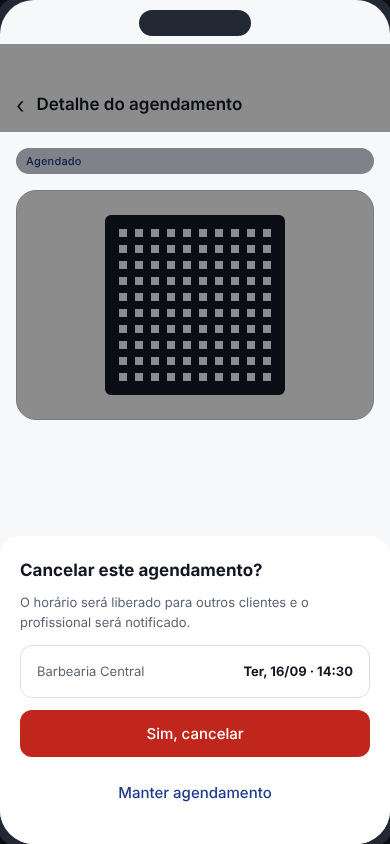 Detalhe do agendamento
Agendado
Cancelar este agendamento?
O horário será liberado para outros clientes e o
profissional será notificado.
Barbearia Central Ter, 16/09 · 14:30
Sim, cancelar
Manter agendamento